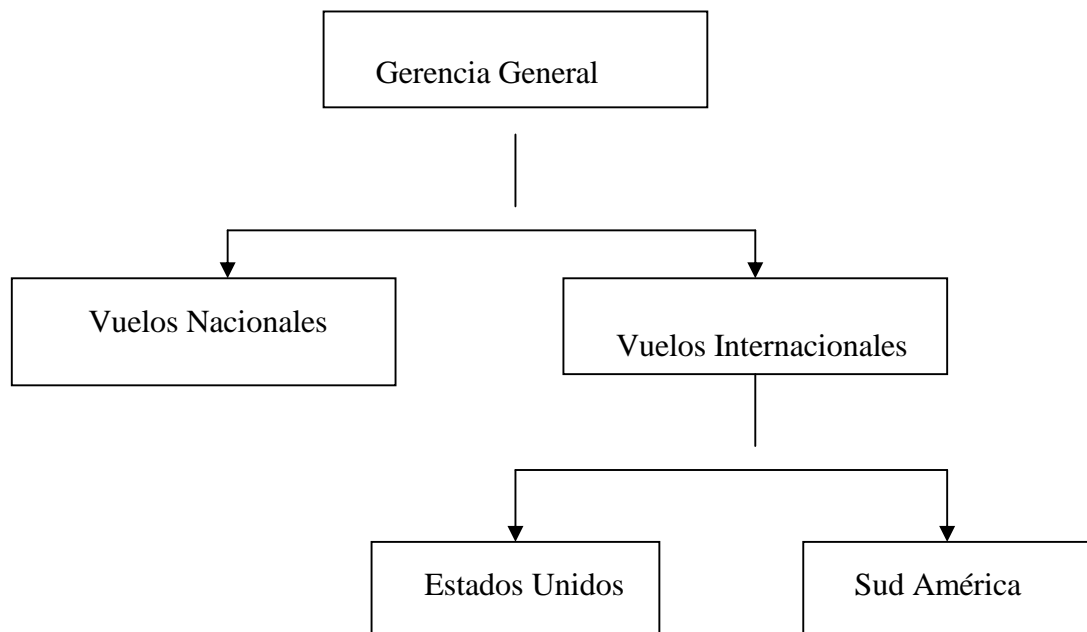 Gerencia General
Vuelos Nacionales
Vuelos Internacionales
Estados Unidos
Sud América